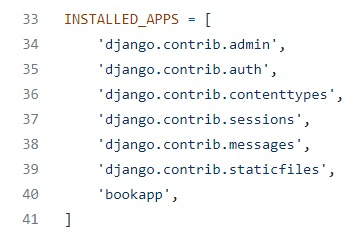 33 INSTALLED_APPS = [
34     'django.contrib.admin',
35     'django.contrib.auth',
36     'django.contrib.contenttypes',
37     'django.contrib.sessions',
38     'django.contrib.messages',
39     'django.contrib.staticfiles',
40     'bookapp',
41 ]